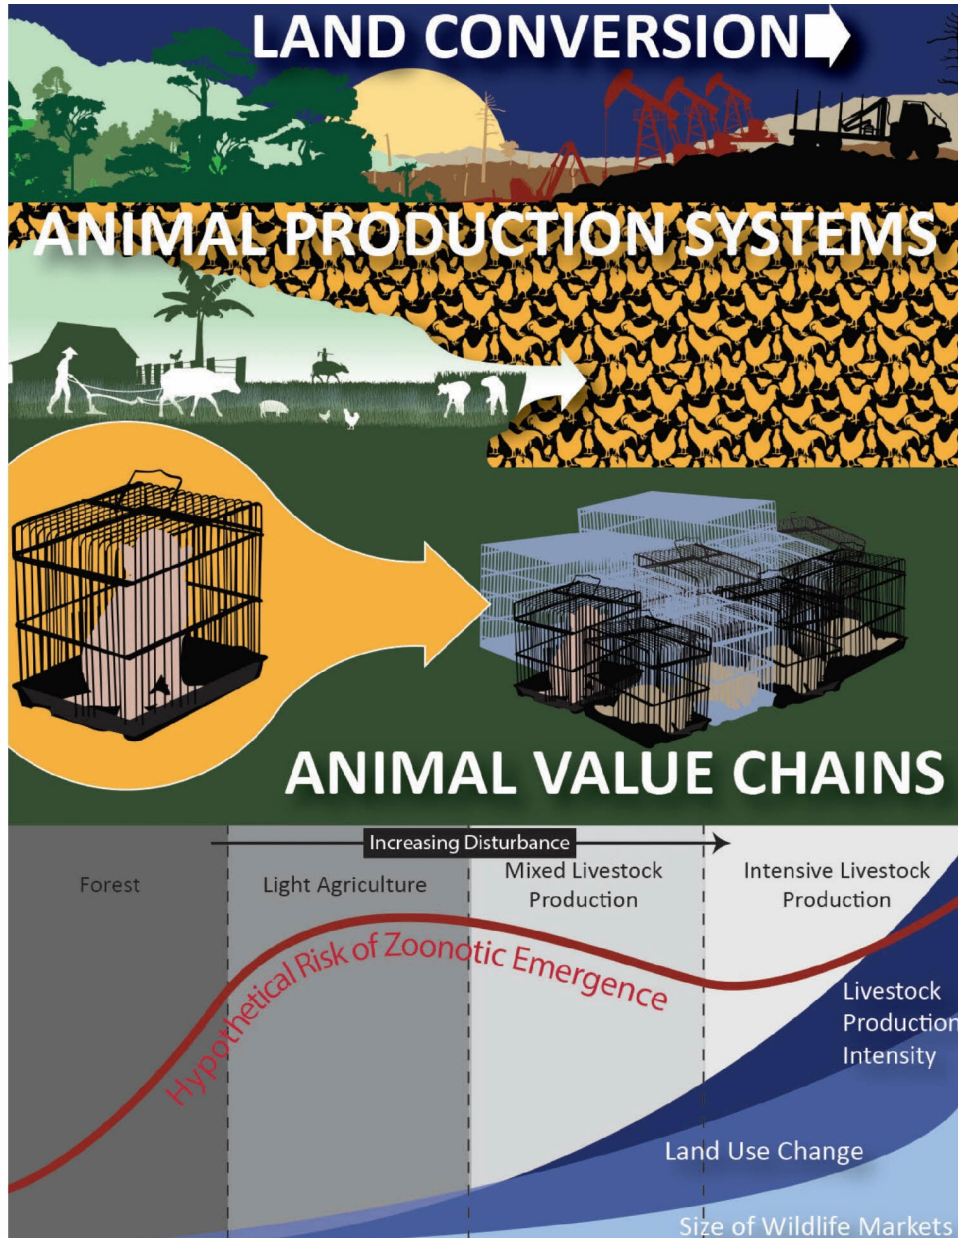 LAND CONVERSION
ANIMAL PRODUCTION SYSTEMS
ANIMAL VALUE CHAINS
Increasing Disturbance
Forest
Light Agriculture
Mixed Livestock
Production
Intensive Livestock
Production
Hypothetical Risk of Zoonotic Emergence
Livestock
Production
Intensity
Land Use Change
Size of Wildlife Markets